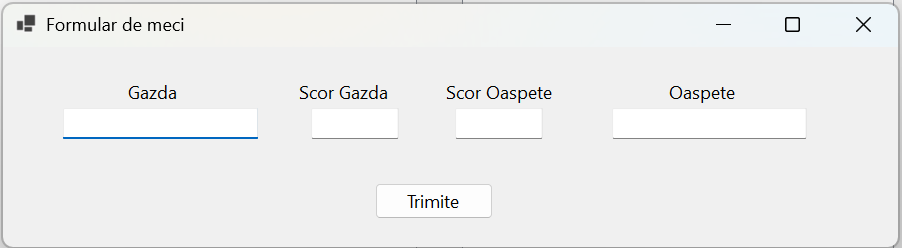 Formular de meci
Gazda Scor Gazda Scor Oaspete Oaspete
Trimite